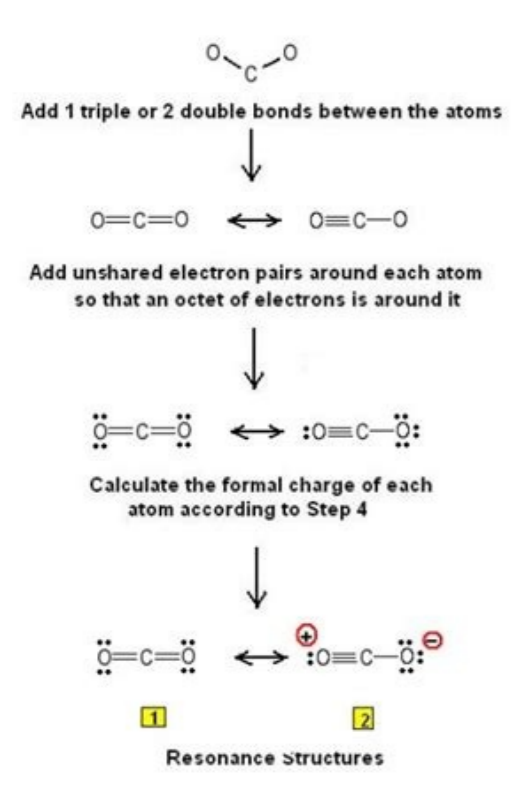 O C O
Add 1 triple or 2 double bonds between the atoms
O=C=O ↔ O≡C—O
Add unshared electron pairs around each atom
so that an octet of electrons is around it
Ö=C=Ö ↔ :O≡C—Ö:
Calculate the formal charge of each
atom according to Step 4
+ −
Ö=C=Ö ↔ :O≡C—Ö:
1 2
Resonance Structures